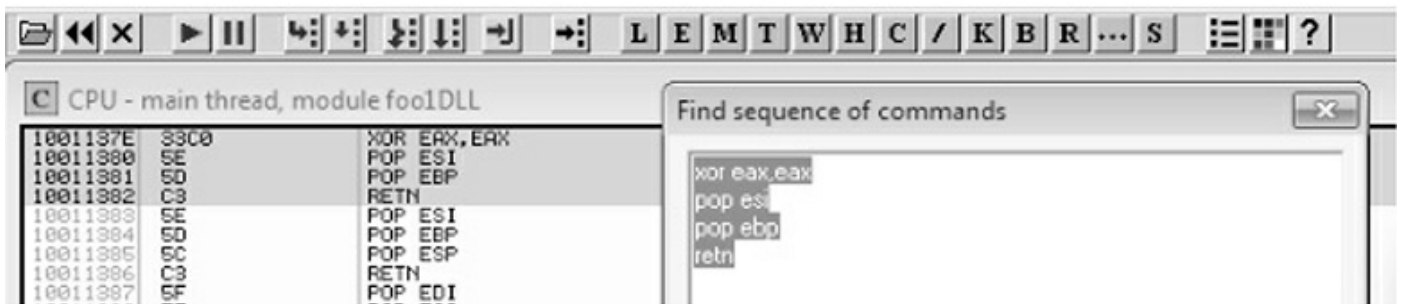 L E M T W H C / K B R ... S ?
C CPU - main thread, module foo1DLL
Find sequence of commands
1001137E 33C0 XOR EAX,EAX
10011380 5E POP ESI
10011381 5D POP EBP
10011382 C3 RETN
10011383 5E POP ESI
10011384 5D POP EBP
10011385 5C POP ESP
10011386 C3 RETN
10011387 5F POP EDI
xor eax,eax
pop esi
pop ebp
retn